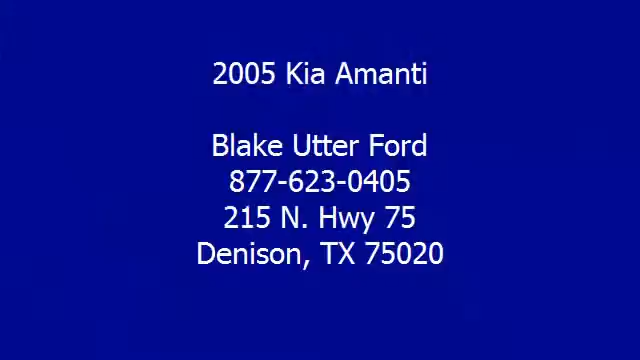 2005 Kia Amanti
Blake Utter Ford
877-623-0405
215 N. Hwy 75
Denison, TX 75020